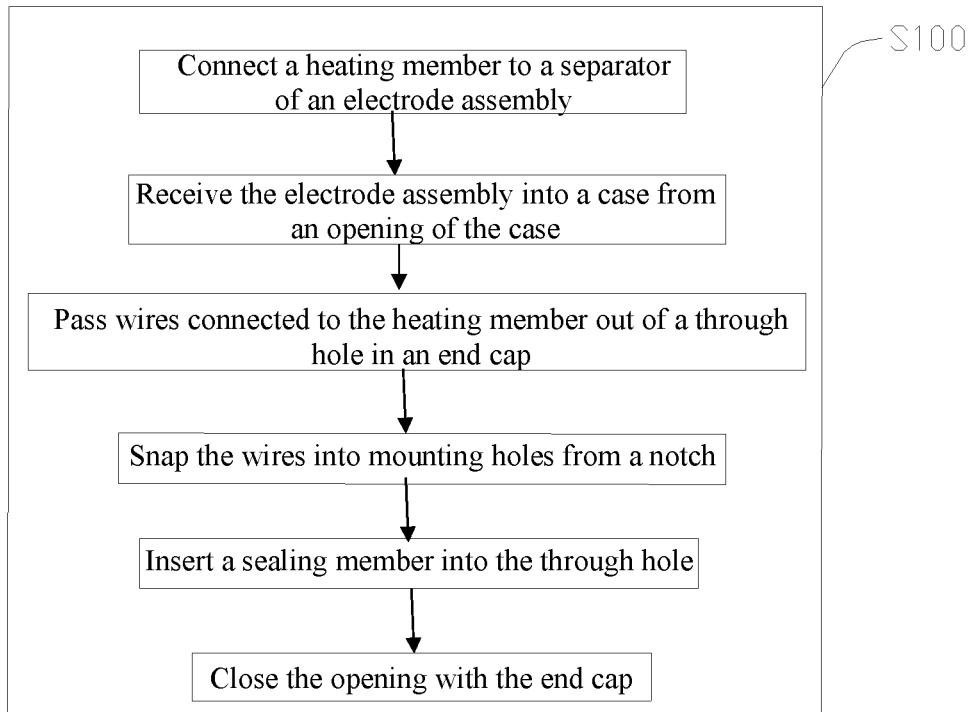 S100
Connect a heating member to a separator
of an electrode assembly
Receive the electrode assembly into a case from
an opening of the case
Pass wires connected to the heating member out of a through
hole in an end cap
Snap the wires into mounting holes from a notch
Insert a sealing member into the through hole
Close the opening with the end cap